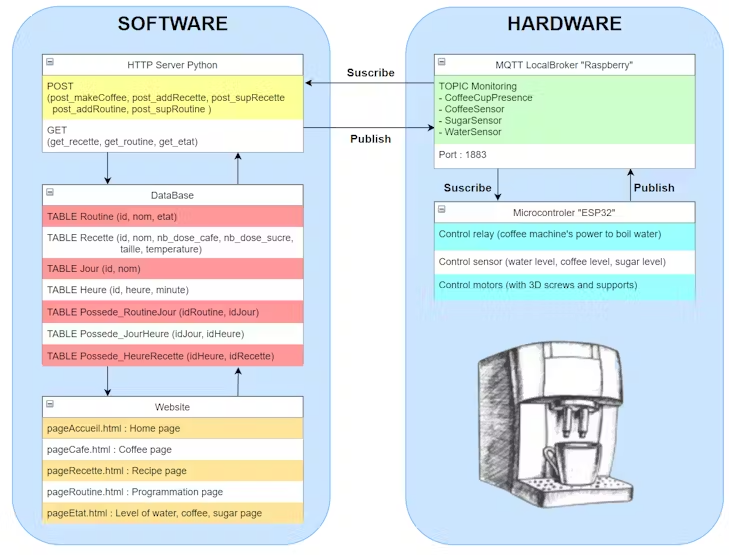 SOFTWARE
HTTP Server Python
POST
(post_makeCoffee, post_addRecette, post_supRecette
post_addRoutine, post_supRoutine )
GET
(get_recette, get_routine, get_etat)
DataBase
TABLE Routine (id, nom, etat)
TABLE Recette (id, nom, nb_dose_cafe, nb_dose_sucre,
taille, temperature)
TABLE Jour (id, nom)
TABLE Heure (id, heure, minute)
TABLE Possede_RoutineJour (idRoutine, idJour)
TABLE Possede_JourHeure (idJour, idHeure)
TABLE Possede_HeureRecette (idHeure, idRecette)
Website
pageAccueil.html : Home page
pageCafe.html : Coffee page
pageRecette.html : Recipe page
pageRoutine.html : Programmation page
pageEtat.html : Level of water, coffee, sugar page
Suscribe
Publish
HARDWARE
MQTT LocalBroker "Raspberry"
TOPIC Monitoring
- CoffeeCupPresence
- CoffeeSensor
- SugarSensor
- WaterSensor
Port : 1883
Suscribe
Publish
Microcontroler "ESP32"
Control relay (coffee machine's power to boil water)
Control sensor (water level, coffee level, sugar level)
Control motors (with 3D screws and supports)